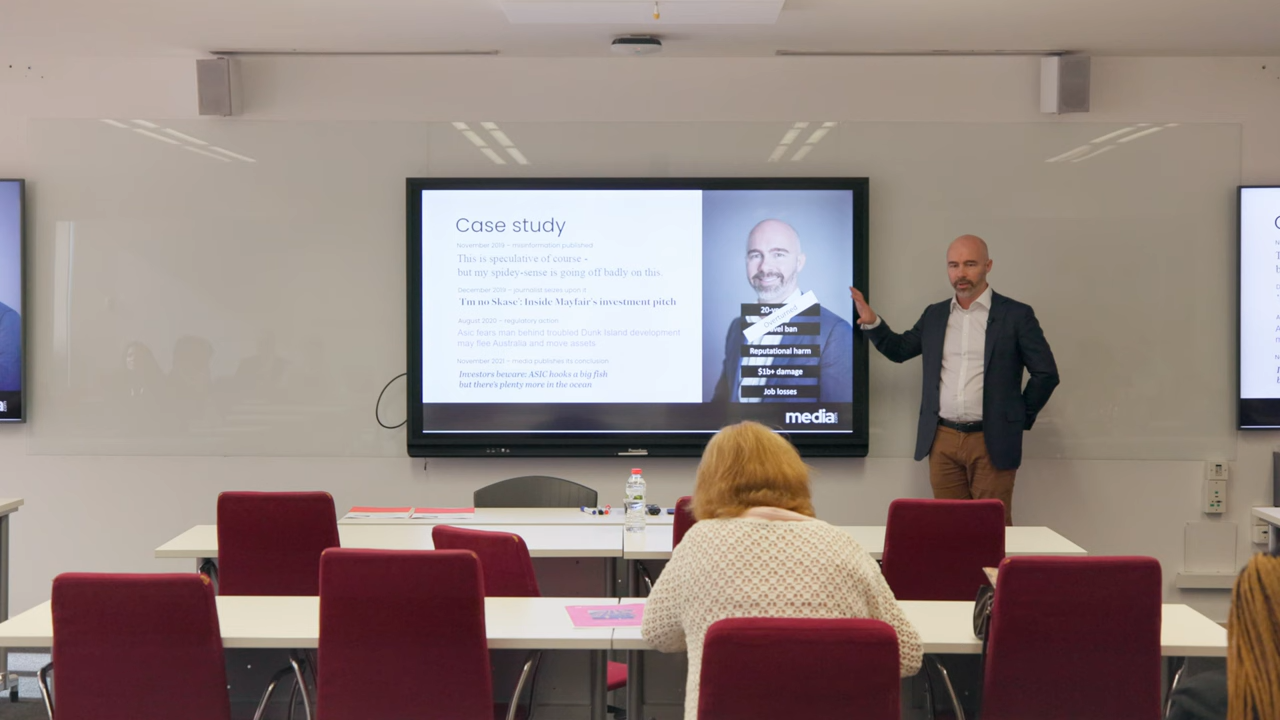 Case study
November 2019 – misinformation published
This is speculative of course -
but my spidey-sense is going off badly on this.
December 2019 – journalist seizes upon it
'I'm no Skase': Inside Mayfair's investment pitch
August 2020 – regulatory action
Asic fears man behind troubled Dunk Island development
may flee Australia and move assets
November 2021 – media publishes its conclusion
Investors beware: ASIC hooks a big fish
but there's plenty more in the ocean
20-
Overturned
vel ban
Reputational harm
$1b+ damage
Job losses
media